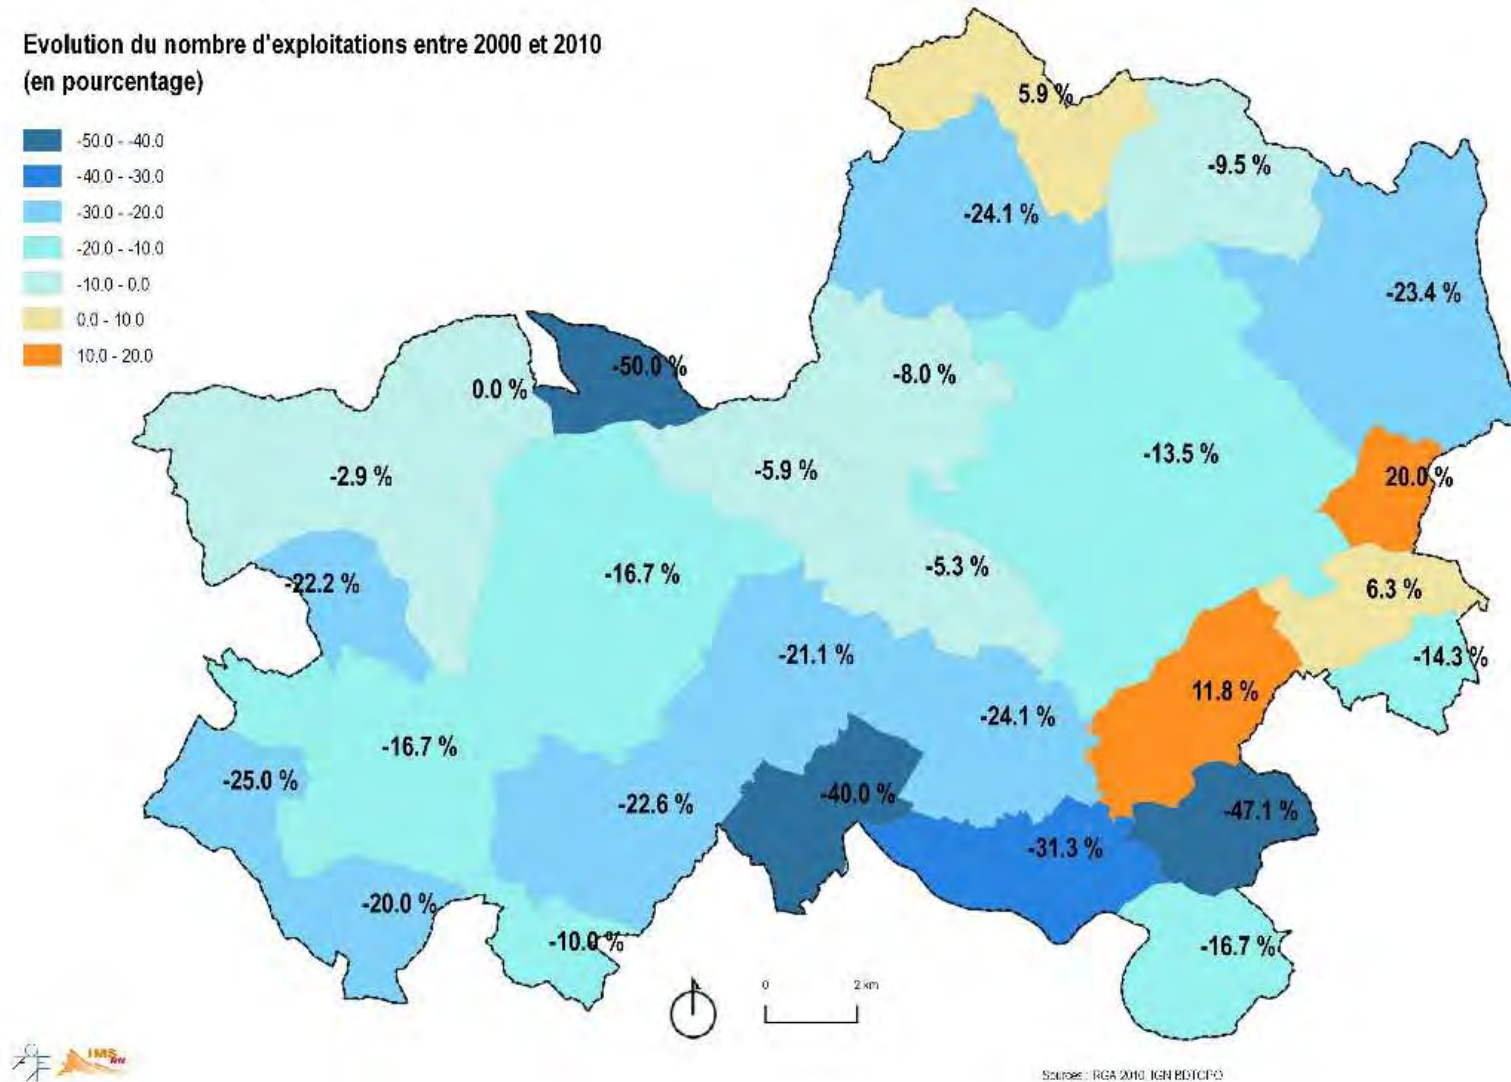 Evolution du nombre d'exploitations entre 2000 et 2010
(en pourcentage)
-50.0 - -40.0
-40.0 - -30.0
-30.0 - -20.0
-20.0 - -10.0
-10.0 - 0.0
0.0 - 10.0
10.0 - 20.0
5.9 %
-9.5 %
-24.1 %
-23.4 %
-50.0 %
0.0 %
-8.0 %
-13.5 %
-5.9 %
-2.9 %
20.0 %
-5.3 %
-16.7 %
-22.2 %
6.3 %
-21.1 %
-14.3 %
11.8 %
-24.1 %
-16.7 %
-25.0 %
-40.0 %
-22.6 %
-47.1 %
-31.3 %
-20.0 %
-10.0 %
-16.7 %
0 2 km
IMS
Sources : RGA 2010, IGN BDTOPO